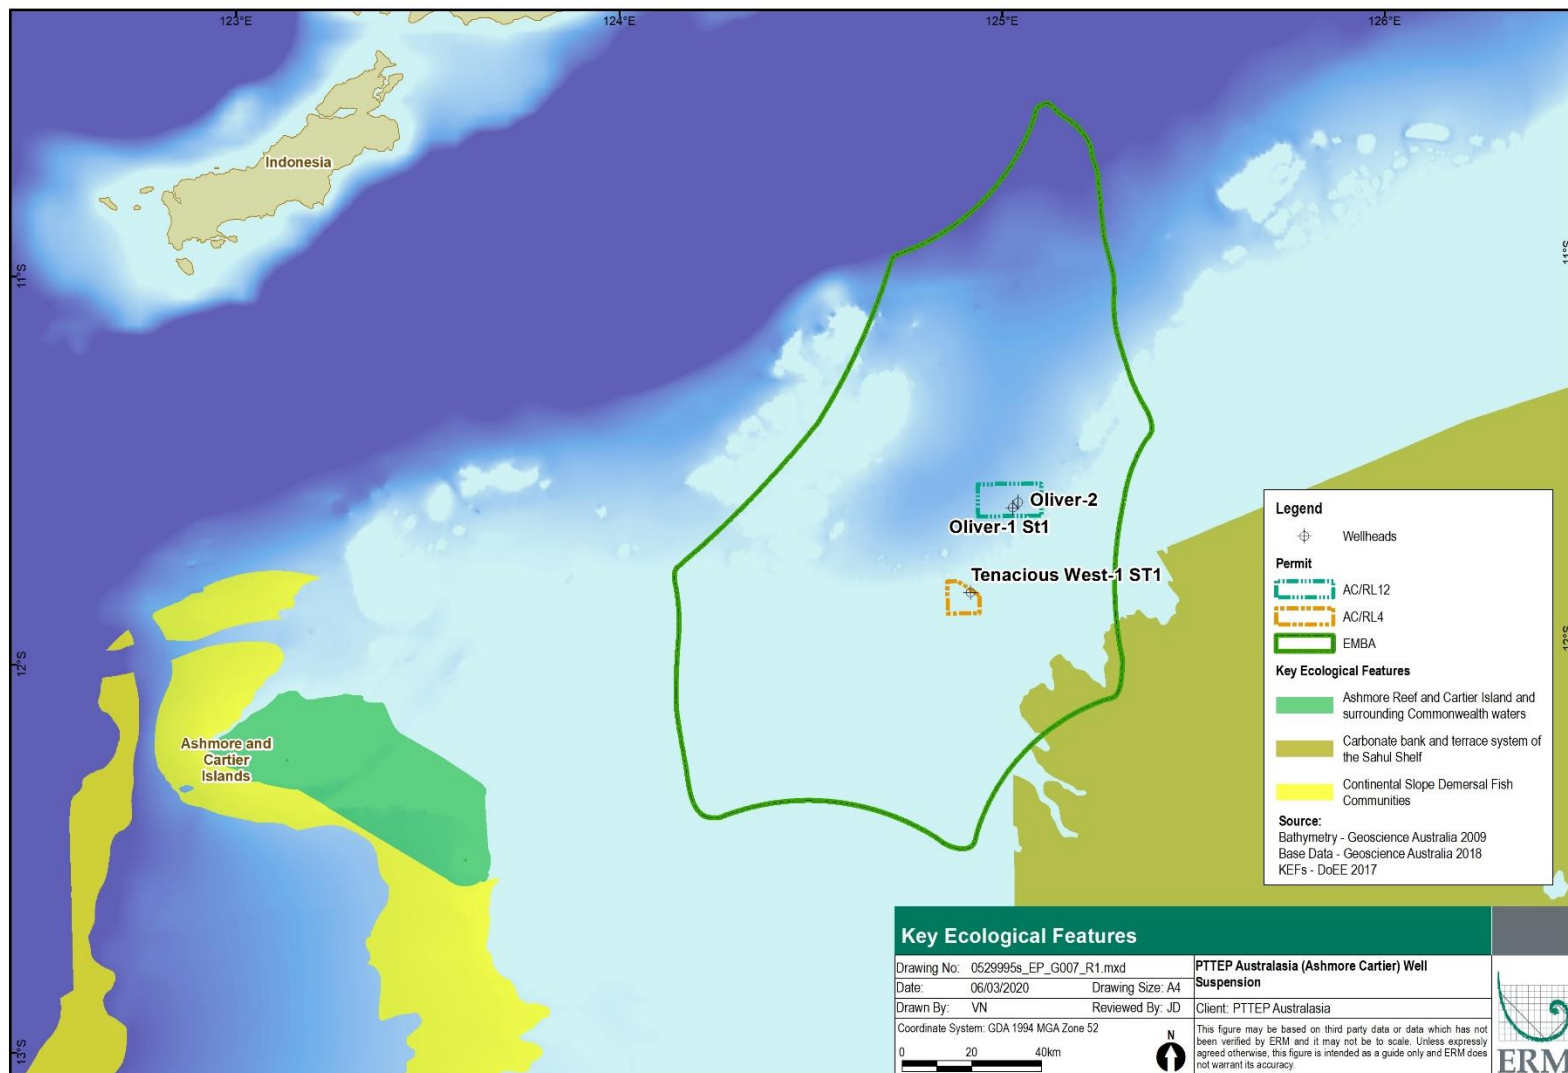 123°E
124°E
125°E
126°E
Indonesia
11°S
11°S
Oliver-2
Oliver-1 St1
Tenacious West-1 ST1
12°S
Ashmore and
Cartier
Islands
13°S
Legend
Wellheads
Permit
AC/RL12
AC/RL4
EMBA
Key Ecological Features
Ashmore Reef and Cartier Island and
surrounding Commonwealth waters
Carbonate bank and terrace system of
the Sahul Shelf
Continental Slope Demersal Fish
Communities
Source:
Bathymetry - Geoscience Australia 2009
Base Data - Geoscience Australia 2018
KEFs - DoEE 2017
Key Ecological Features
Drawing No: 0529995s_EP_G007_R1.mxd
Date: 06/03/2020 Drawing Size: A4
Drawn By: VN Reviewed By: JD
Coordinate System: GDA 1994 MGA Zone 52
0 20 40km
N
PTTEP Australasia (Ashmore Cartier) Well
Suspension
Client: PTTEP Australasia
This figure may be based on third party data or data which has not
been verified by ERM and it may not be to scale. Unless expressly
agreed otherwise, this figure is intended as a guide only and ERM does
not warrant its accuracy.
ERM